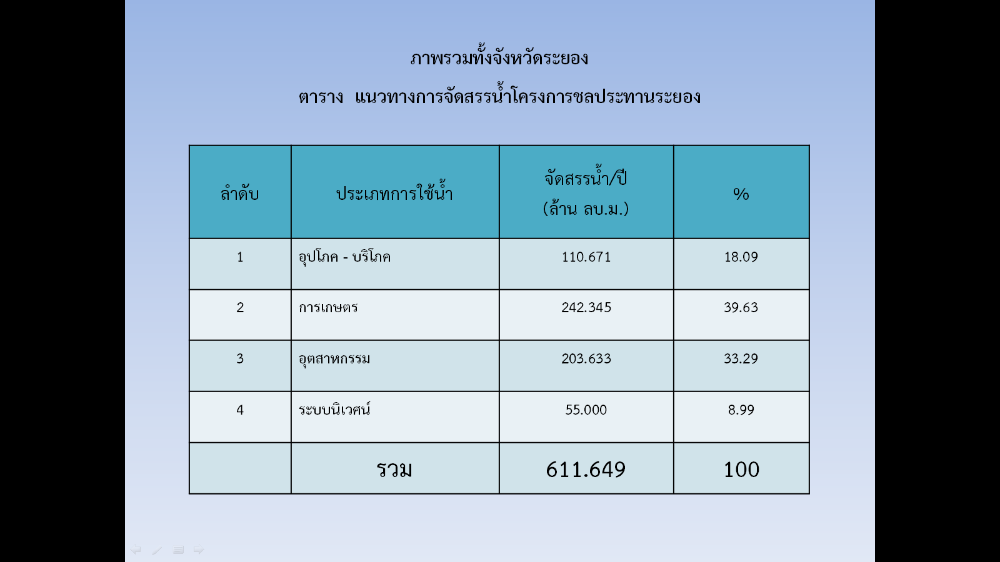 ภาพรวมทั้งจังหวัดระยอง
ตาราง แนวทางการจัดสรรน้ำโครงการชลประทานระยอง
ลำดับ ประเภทการใช้น้ำ จัดสรรน้ำ/ปี (ล้าน ลบ.ม.) %
1 อุปโภค - บริโภค 110.671 18.09
2 การเกษตร 242.345 39.63
3 อุตสาหกรรม 203.633 33.29
4 ระบบนิเวศน์ 55.000 8.99
รวม 611.649 100